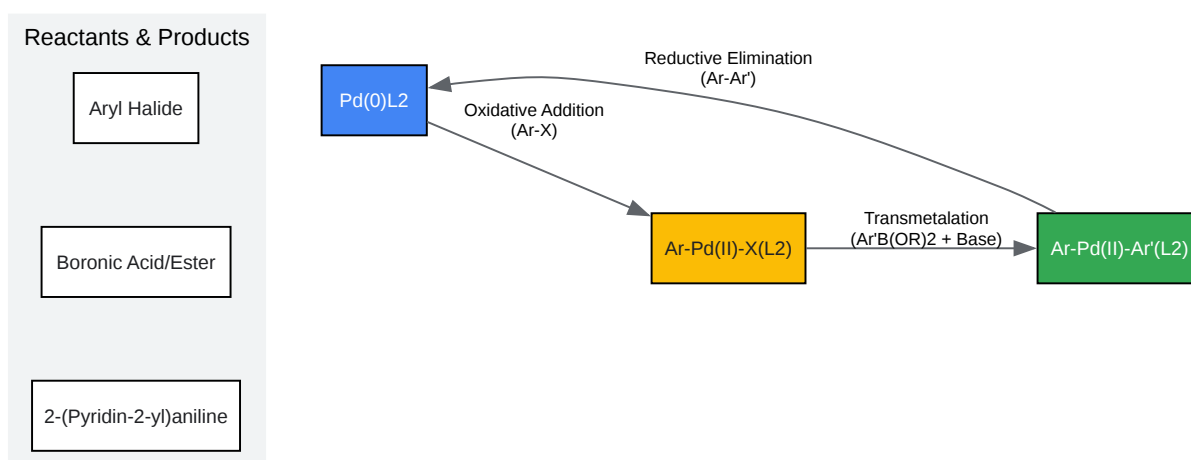 Reactants & Products
Aryl Halide
Boronic Acid/Ester
2-(Pyridin-2-yl)aniline
Pd(0)L2
Oxidative Addition
(Ar-X)
Reductive Elimination
(Ar-Ar')
Ar-Pd(II)-X(L2)
Transmetalation
(Ar'B(OR)2 + Base)
Ar-Pd(II)-Ar'(L2)